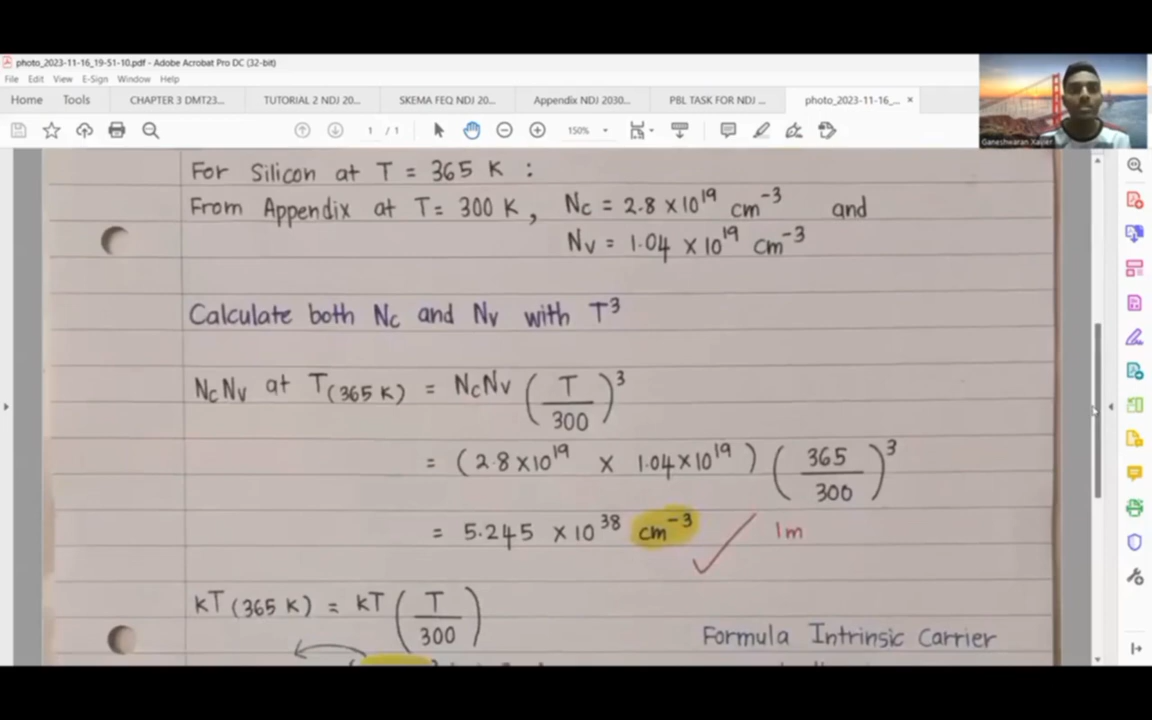 photo_2023-11-16_19-51-10.pdf - Adobe Acrobat Pro DC (32-bit)
File Edit View E-Sign Window Help
Home Tools CHAPTER 3 DMT23... TUTORIAL 2 NDJ 20... SKEMA FEQ NDJ 20... Appendix NDJ 2030... PBL TASK FOR NDJ ... photo_2023-11-16_... ×
1 / 1 150%
Ganeshwaran Xavier
For Silicon at T = 365 K :
From Appendix at T= 300 K, Nc = 2.8 × 10^19 cm^-3 and
Nv = 1.04 × 10^19 cm^-3
Calculate both Nc and Nv with T^3
NcNv at T(365 K) = NcNv (T/300)^3
= (2.8×10^19 × 1.04×10^19) (365/300)^3
= 5.245 ×10^38 cm^-3 ✓ 1m
kT(365 K) = kT (T/300)
Formula Intrinsic Carrier